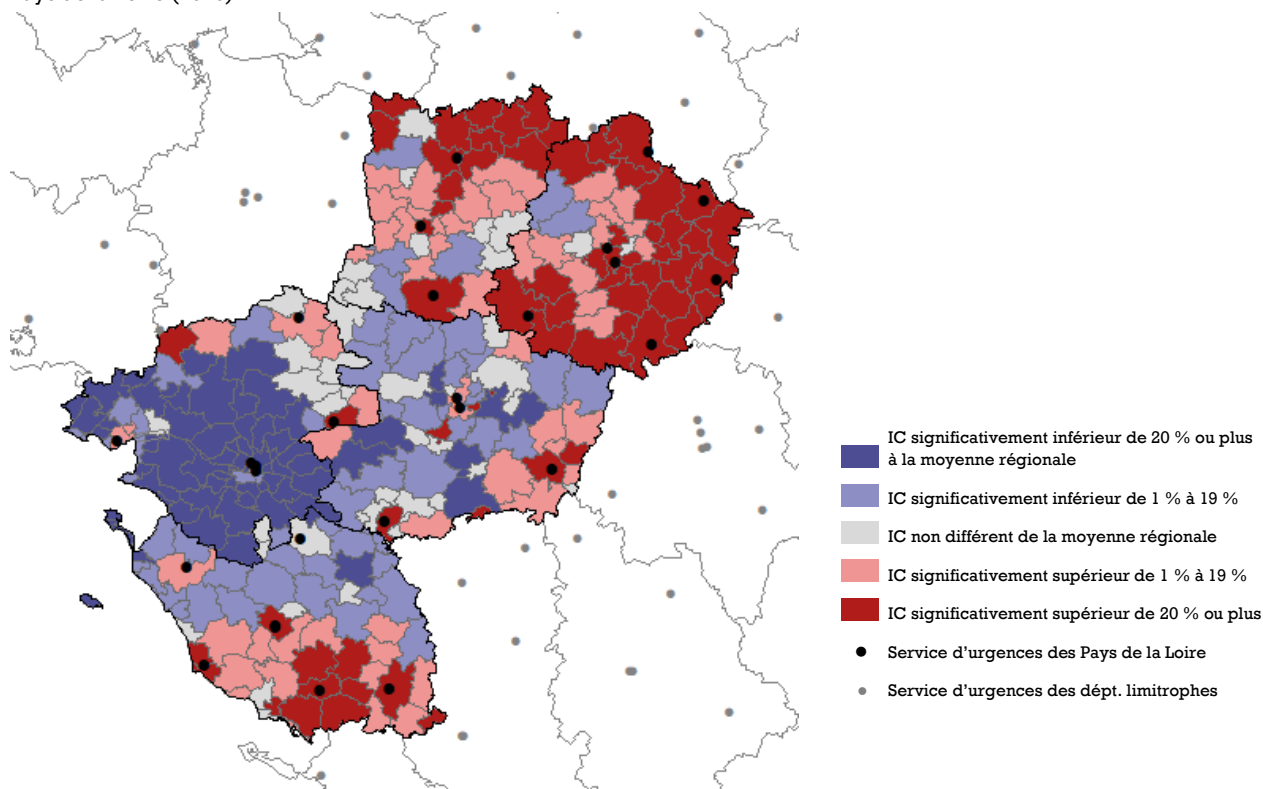 IC significativement inférieur de 20 % ou plus
à la moyenne régionale
IC significativement inférieur de 1 % à 19 %
IC non différent de la moyenne régionale
IC significativement supérieur de 1 % à 19 %
IC significativement supérieur de 20 % ou plus
Service d'urgences des Pays de la Loire
Service d'urgences des dépt. limitrophes